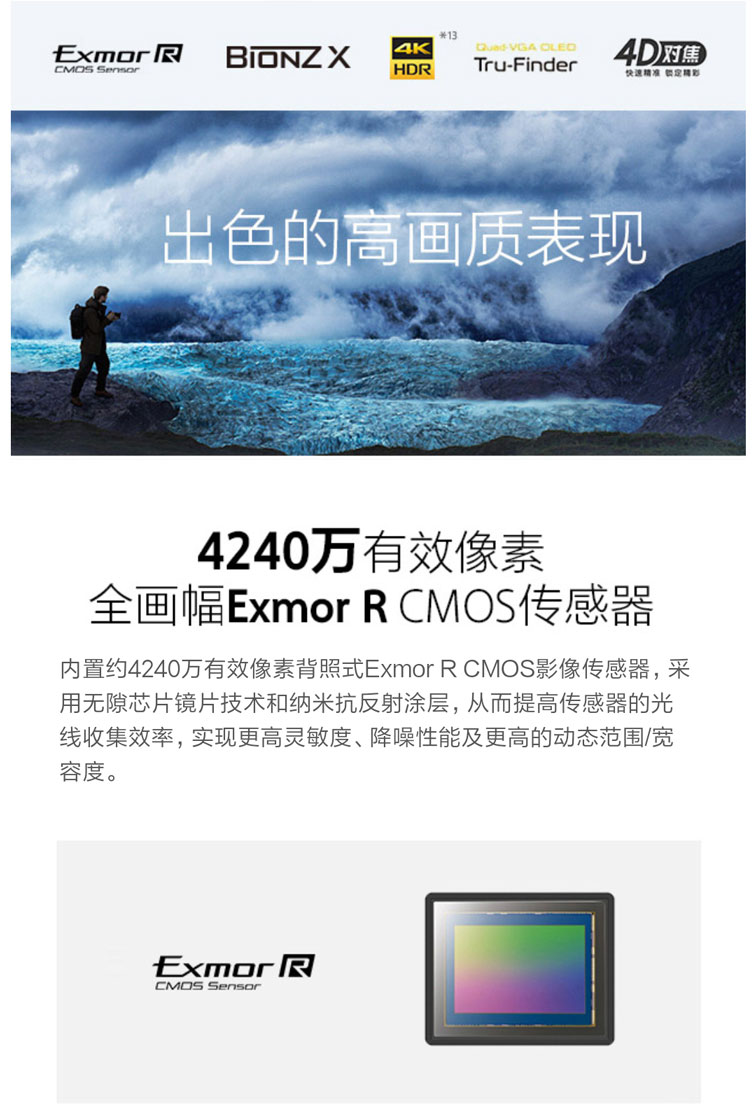 Exmor R
CMOS Sensor
BIONZ X
4K
HDR
※13
Quad-VGA OLED
Tru-Finder
4D对焦
快速精准 锁定精彩
出色的高画质表现
4240万有效像素
全画幅Exmor R CMOS传感器
内置约4240万有效像素背照式Exmor R CMOS影像传感器，采
用无隙芯片镜片技术和纳米抗反射涂层，从而提高传感器的光
线收集效率，实现更高灵敏度、降噪性能及更高的动态范围/宽
容度。
Exmor R
CMOS Sensor